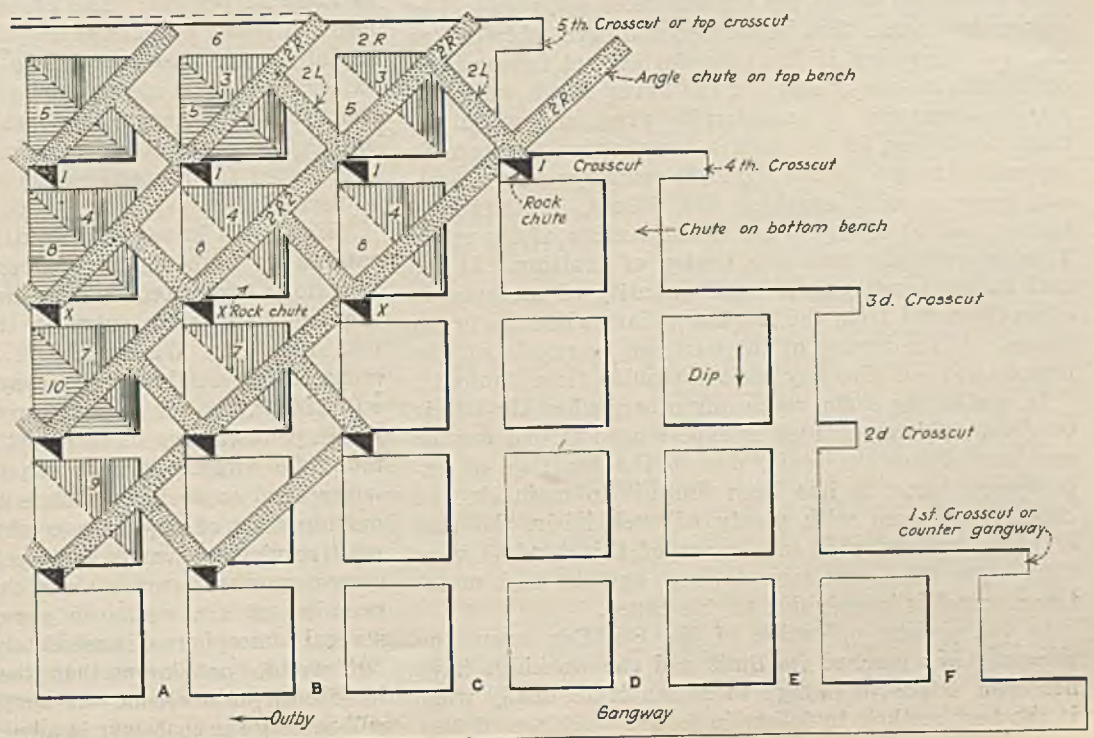 6
2R
2R
2R
2R
5th. Crosscut or top crosscut
3
3
2L
2L
2R
Angle chute on top bench
5
5
5
1
1
1
1
Crosscut
4th. Crosscut
Rock chute
4
4
4
2R
2
8
8
8
Chute on bottom bench
X
X Rock chute
X
3d. Crosscut
7
7
10
Dip
2d Crosscut
9
1st. Crosscut or counter gangway
A
B
C
D
E
F
Outby
Gangway